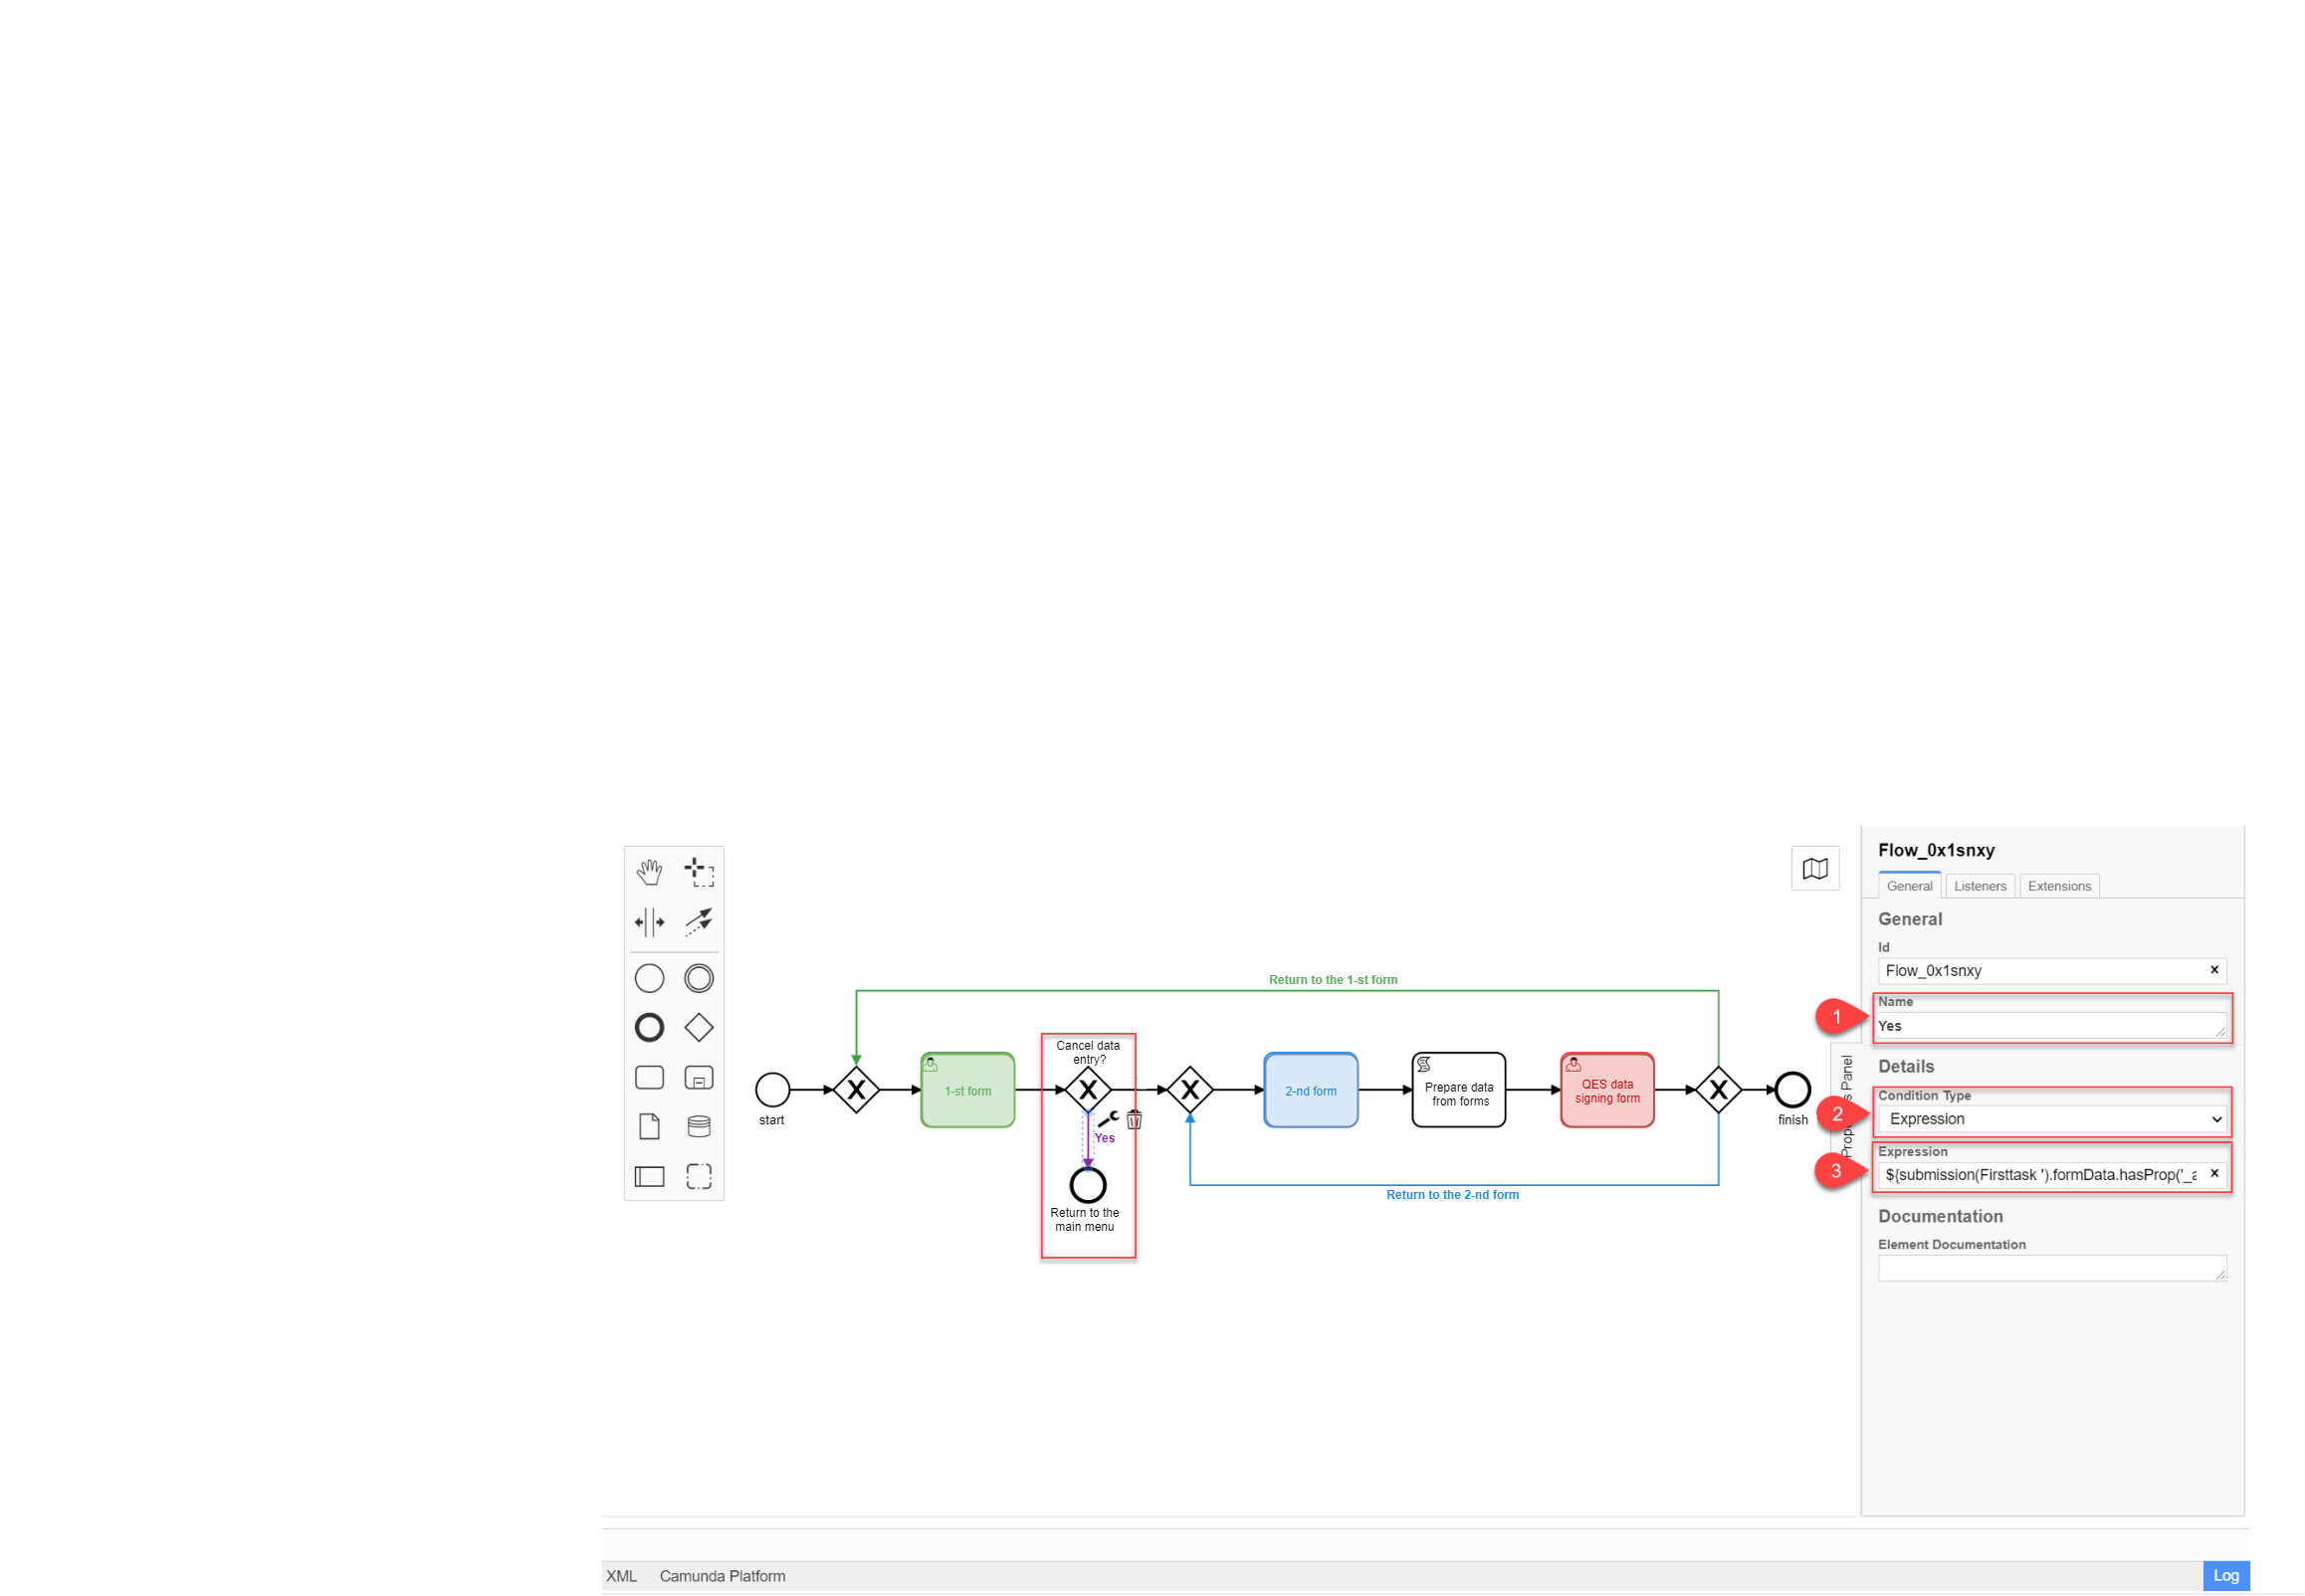 Flow_0x1snxy
General
Listeners
Extensions
General
Id
Flow_0x1snxy
Name
Yes
1
Details
Condition Type
Expression
2
Expression
${submission(Firsttask ').formData.hasProp('_a
3
Documentation
Element Documentation
Return to the 1-st form
start
1-st form
Cancel data
entry?
Yes
Return to the
main menu
2-nd form
Prepare data
from forms
QES data
signing form
finish
Return to the 2-nd form
XML
Camunda Platform
Log